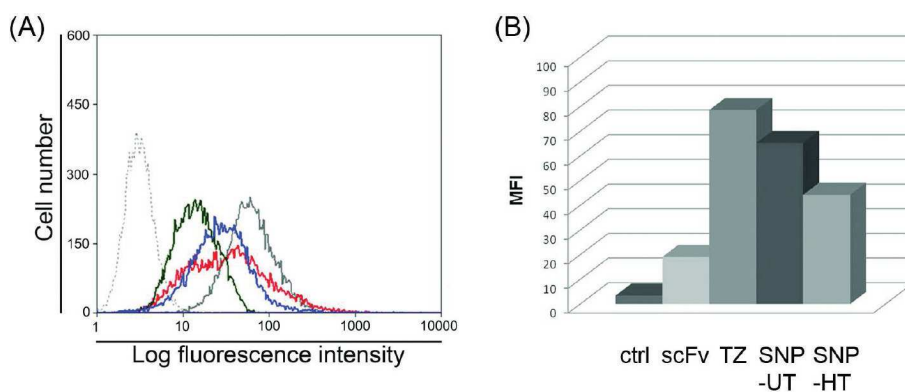 (A)
600
450
300
150
0
Cell number
1 10 100 1000 10000
Log fluorescence intensity
(B)
100
90
80
70
60
50
40
30
20
10
0
MFI
ctrl scFv TZ SNP SNP
-UT -HT